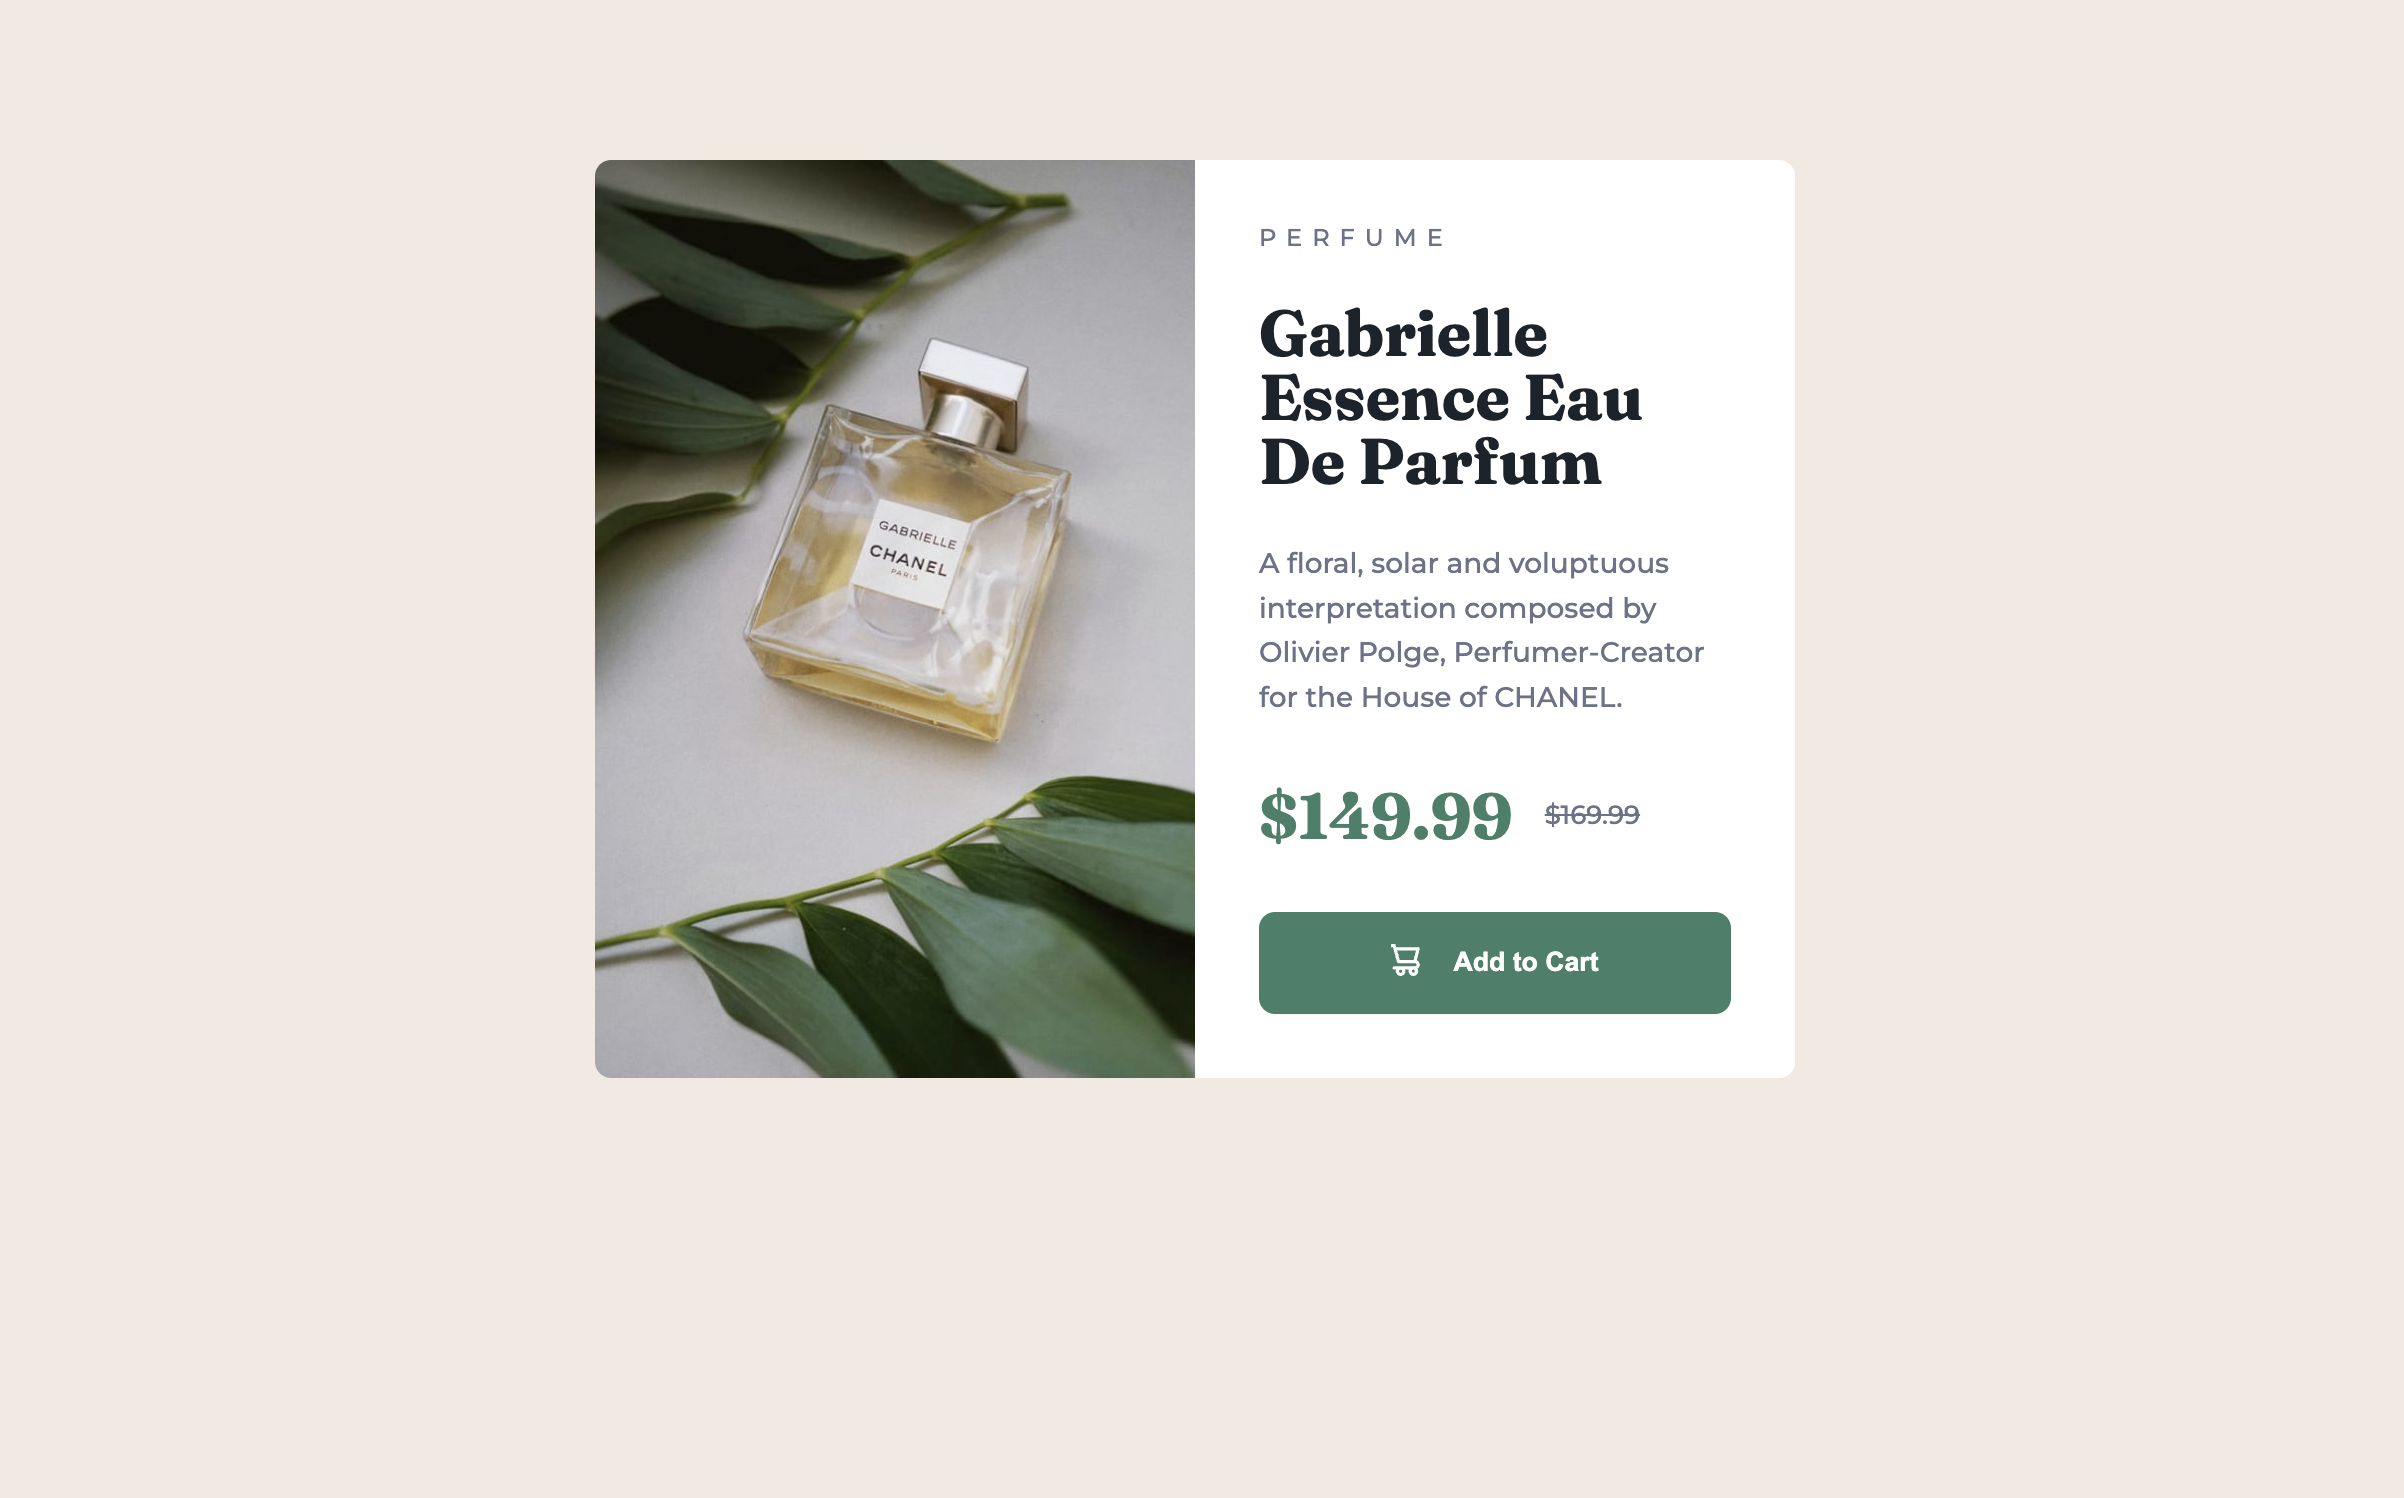 PERFUME
Gabrielle
Essence Eau
De Parfum
A floral, solar and voluptuous
interpretation composed by
Olivier Polge, Perfumer-Creator
for the House of CHANEL.
$149.99 $169.99
Add to Cart
GABRIELLE
CHANEL
PARIS